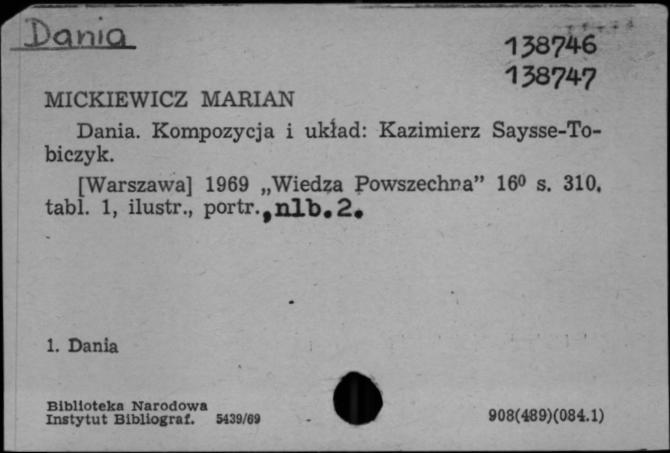 Dania
138746
138747
MICKIEWICZ MARIAN
Dania. Kompozycja i układ: Kazimierz Saysse-To-
biczyk.
[Warszawa] 1969 „Wiedza Powszechna” 16⁰ s. 310,
tabl. 1, ilustr., portr., nlb. 2.
1. Dania
Biblioteka Narodowa
Instytut Bibliograf. 5439/69
908(489)(084.1)